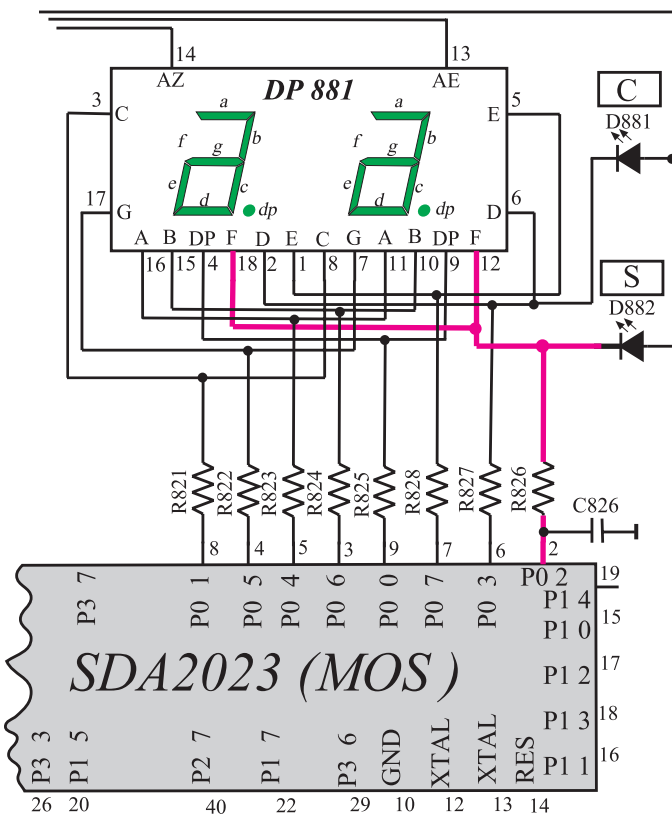 14
13
AZ
DP 881
AE
C
D881
3
C
a
a
E
5
f
b
f
b
g
g
e
c
e
c
17
G
d
dp
d
dp
D
6
A B DP F D E C G A B DP F
16 15 4 18 2 1 8 7 11 10 9 12
S
D882
R821
R822
R823
R824
R825
R828
R827
R826
C826
8
4
5
3
9
7
6
2
P3 7
P0 1
P0 5
P0 4
P0 6
P0 0
P0 7
P0 3
P0 2
19
P1 4
15
P1 0
SDA2023 (MOS )
17
P1 2
18
P1 3
16
P1 1
P3 3
P1 5
P2 7
P1 7
P3 6
GND
XTAL
XTAL
RES
26
20
40
22
29
10
12
13
14